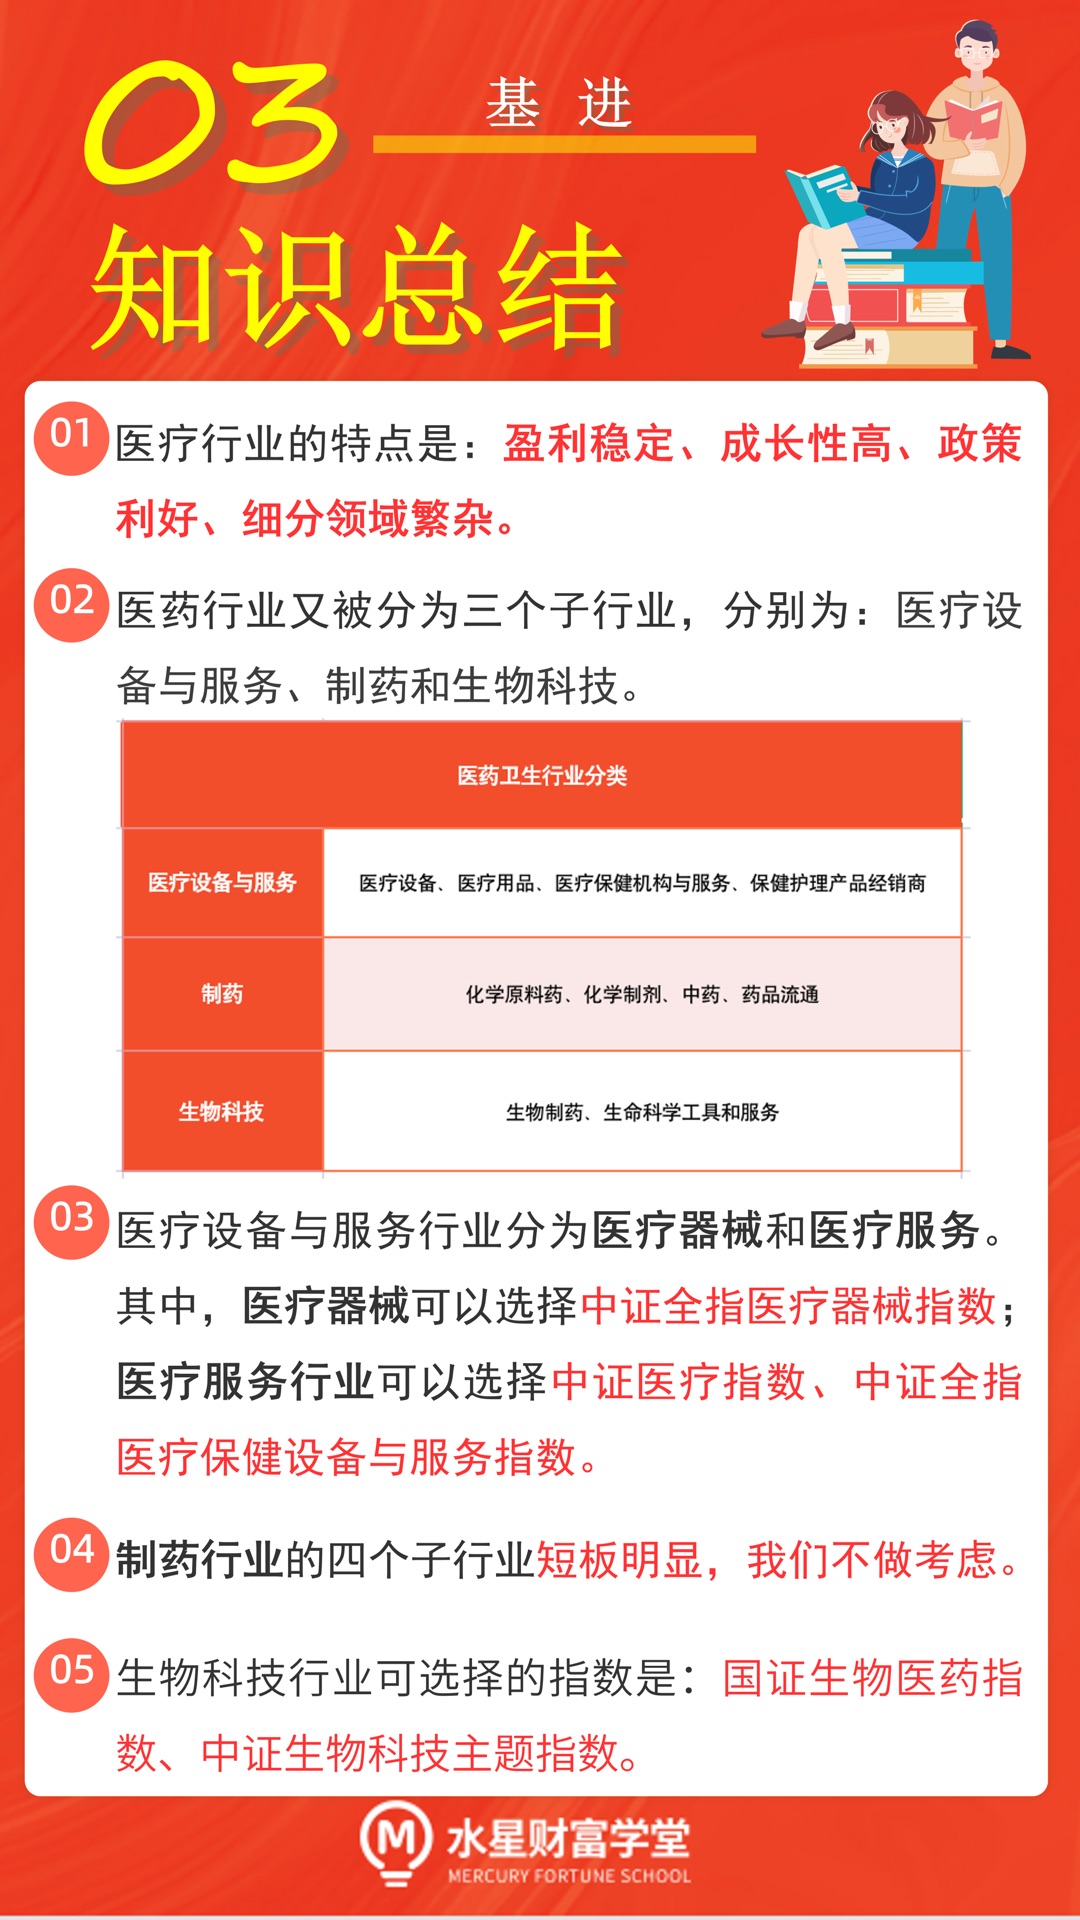 03
基 进
知识总结
01
医疗行业的特点是：盈利稳定、成长性高、政策
利好、细分领域繁杂。
02
医药行业又被分为三个子行业，分别为：医疗设
备与服务、制药和生物科技。
医药卫生行业分类
医疗设备与服务
医疗设备、医疗用品、医疗保健机构与服务、保健护理产品经销商
制药
化学原料药、化学制剂、中药、药品流通
生物科技
生物制药、生命科学工具和服务
03
医疗设备与服务行业分为医疗器械和医疗服务。
其中，医疗器械可以选择中证全指医疗器械指数；
医疗服务行业可以选择中证医疗指数、中证全指
医疗保健设备与服务指数。
04
制药行业的四个子行业短板明显，我们不做考虑。
05
生物科技行业可选择的指数是：国证生物医药指
数、中证生物科技主题指数。
M 水星财富学堂
MERCURY FORTUNE SCHOOL